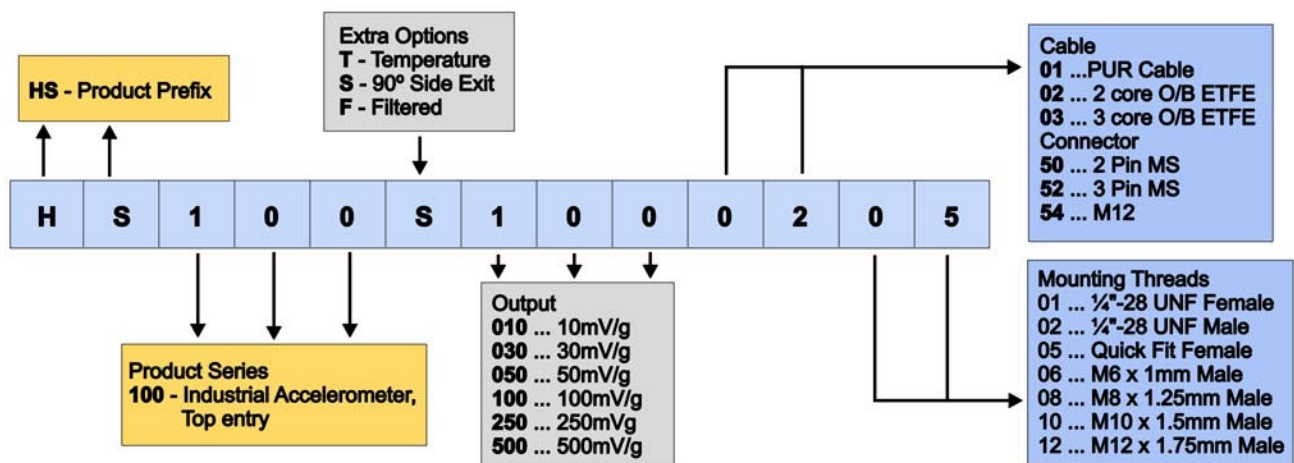 Extra Options
T - Temperature
S - 90º Side Exit
F - Filtered
HS - Product Prefix
Cable
01 ...PUR Cable
02 ... 2 core O/B ETFE
03 ... 3 core O/B ETFE
Connector
50 ... 2 Pin MS
52 ... 3 Pin MS
54 ... M12
H S 1 0 0 S 1 0 0 0 2 0 5
Product Series
100 - Industrial Accelerometer,
Top entry
Output
010 ... 10mV/g
030 ... 30mV/g
050 ... 50mV/g
100 ... 100mV/g
250 ... 250mVg
500 ... 500mV/g
Mounting Threads
01 ... ¼"-28 UNF Female
02 ... ¼"-28 UNF Male
05 ... Quick Fit Female
06 ... M6 x 1mm Male
08 ... M8 x 1.25mm Male
10 ... M10 x 1.5mm Male
12 ... M12 x 1.75mm Male